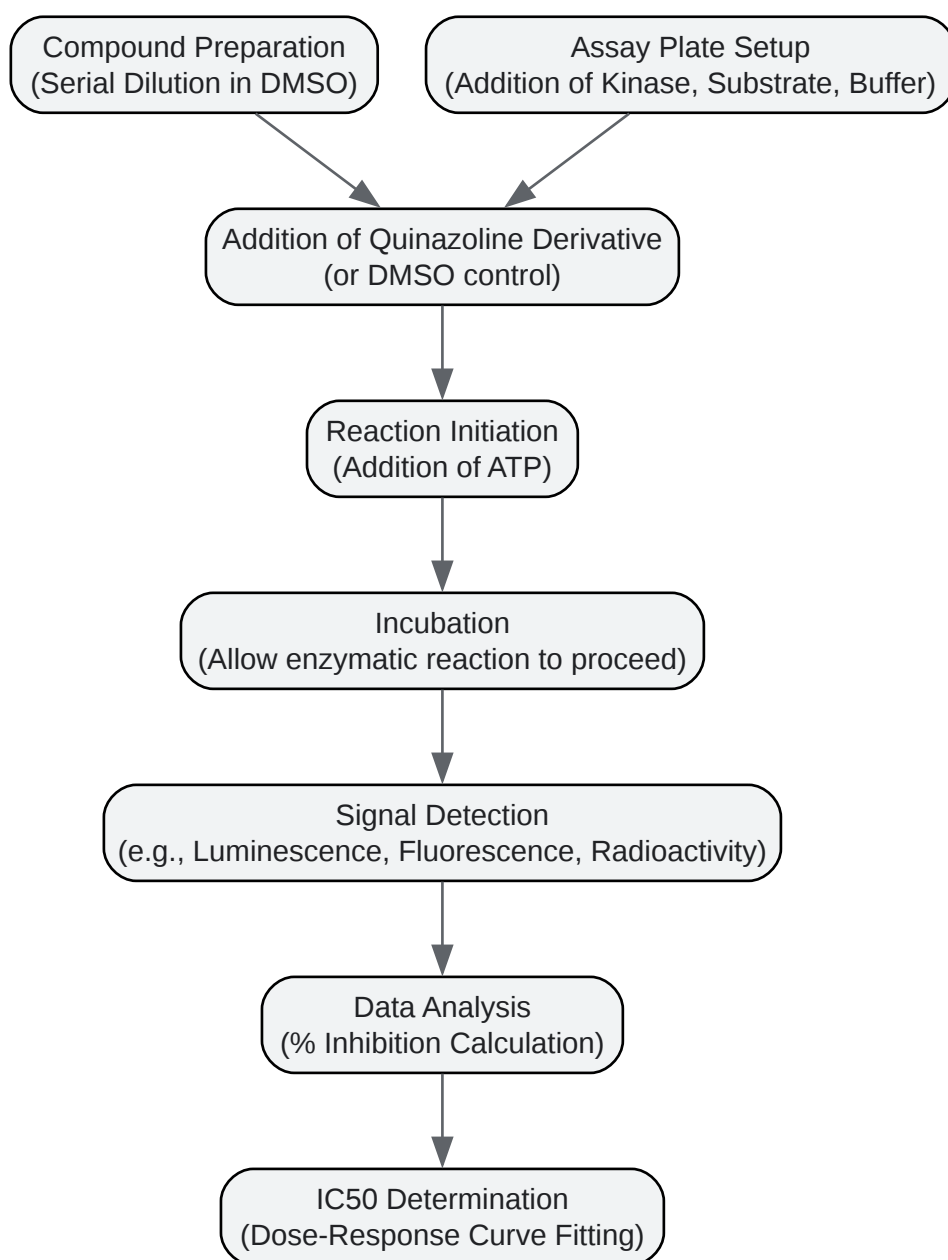 Compound Preparation
(Serial Dilution in DMSO)
Assay Plate Setup
(Addition of Kinase, Substrate, Buffer)
Addition of Quinazoline Derivative
(or DMSO control)
Reaction Initiation
(Addition of ATP)
Incubation
(Allow enzymatic reaction to proceed)
Signal Detection
(e.g., Luminescence, Fluorescence, Radioactivity)
Data Analysis
(% Inhibition Calculation)
IC50 Determination
(Dose-Response Curve Fitting)